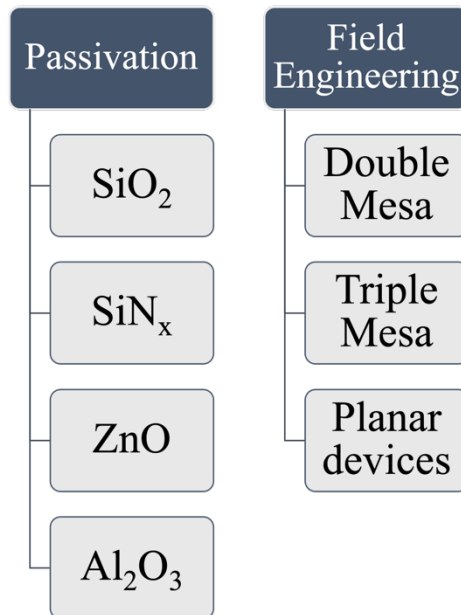 Passivation
SiO₂
SiNₓ
ZnO
Al₂O₃
Field
Engineering
Double
Mesa
Triple
Mesa
Planar
devices